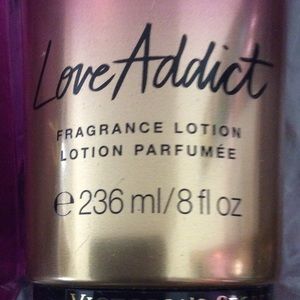 Love Addict
FRAGRANCE LOTION
LOTION PARFUMÉE
℮ 236 ml/8 fl oz